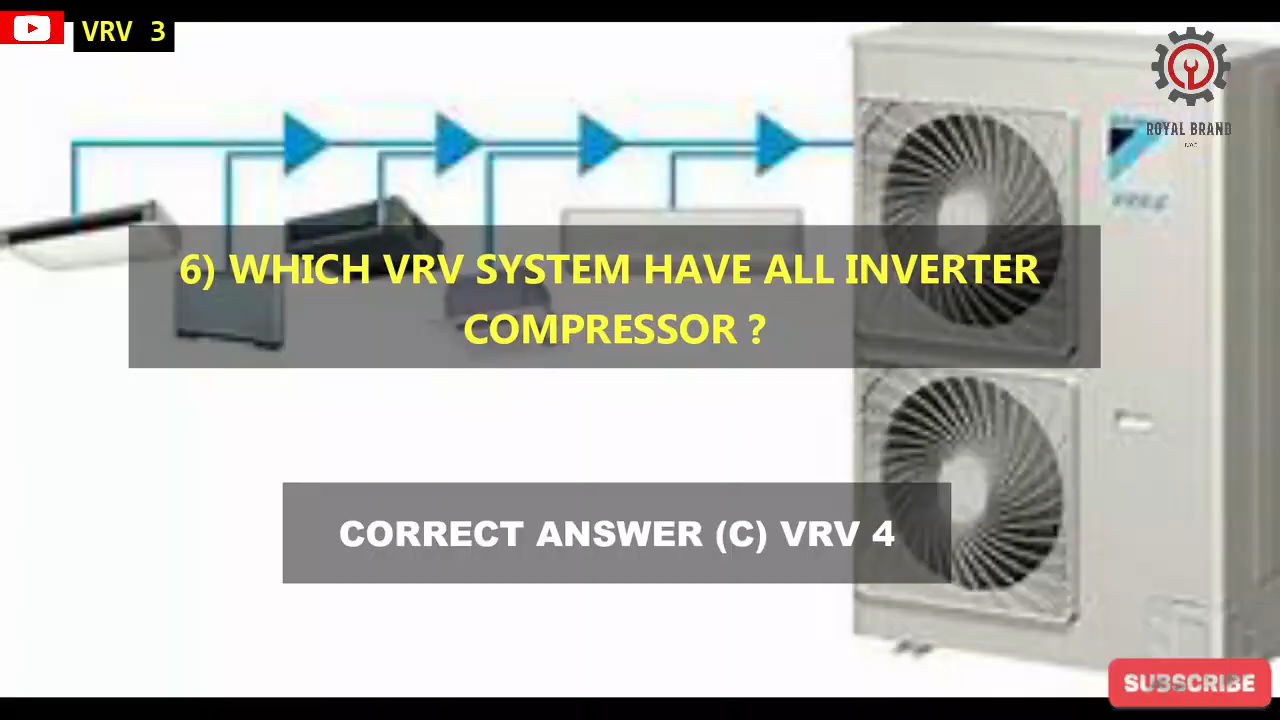 VRV 3
ROYAL BRAND
6) WHICH VRV SYSTEM HAVE ALL INVERTER
COMPRESSOR ?
CORRECT ANSWER (C) VRV 4
SUBSCRIBE